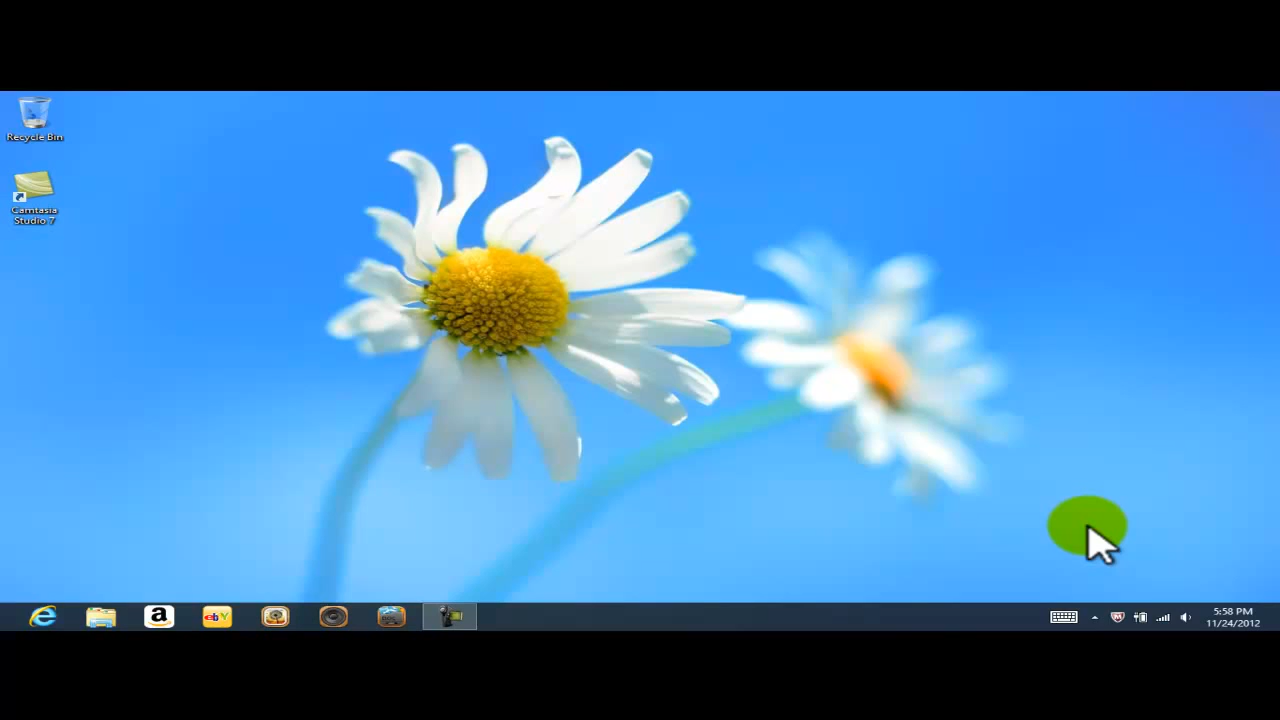 Recycle Bin
Camtasia
Studio 7
a
ebY
5:58 PM
11/24/2012